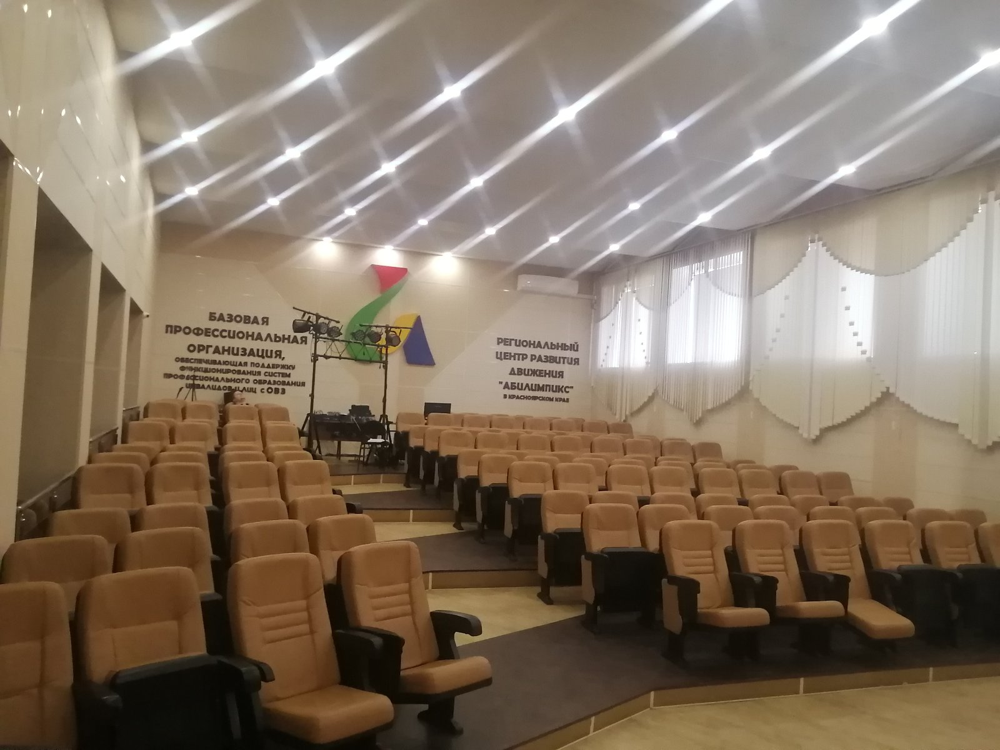 БАЗОВАЯ
ПРОФЕССИОНАЛЬНАЯ
ОРГАНИЗАЦИЯ,
ОБЕСПЕЧИВАЮЩАЯ ПОДДЕРЖКУ
ФУНКЦИОНИРОВАНИЯ СИСТЕМ
ПРОФЕССИОНАЛЬНОГО ОБРАЗОВАНИЯ
ИНВАЛИДОВ И ЛИЦ с ОВЗ
РЕГИОНАЛЬНЫЙ
ЦЕНТР РАЗВИТИЯ
ДВИЖЕНИЯ
"АБИЛИМПИКС"
В КРАСНОЯРСКОМ КРАЕ